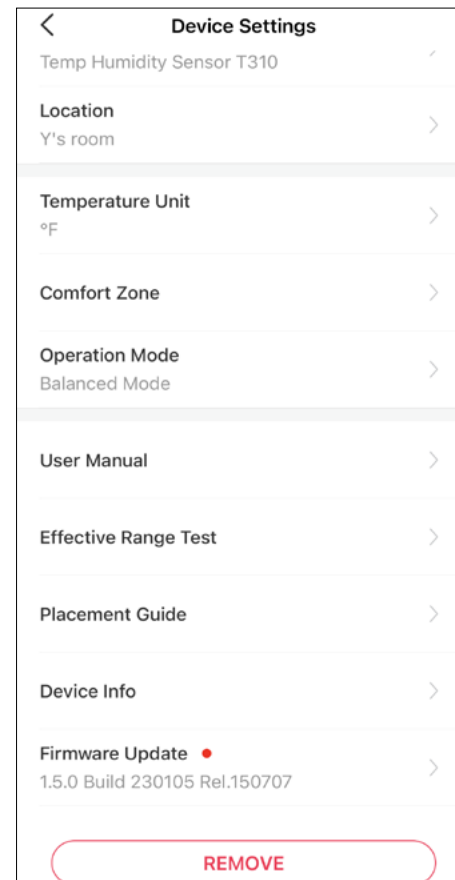 Device Settings
Temp Humidity Sensor T310
Location
Y's room
Temperature Unit
°F
Comfort Zone
Operation Mode
Balanced Mode
User Manual
Effective Range Test
Placement Guide
Device Info
Firmware Update
1.5.0 Build 230105 Rel.150707
REMOVE